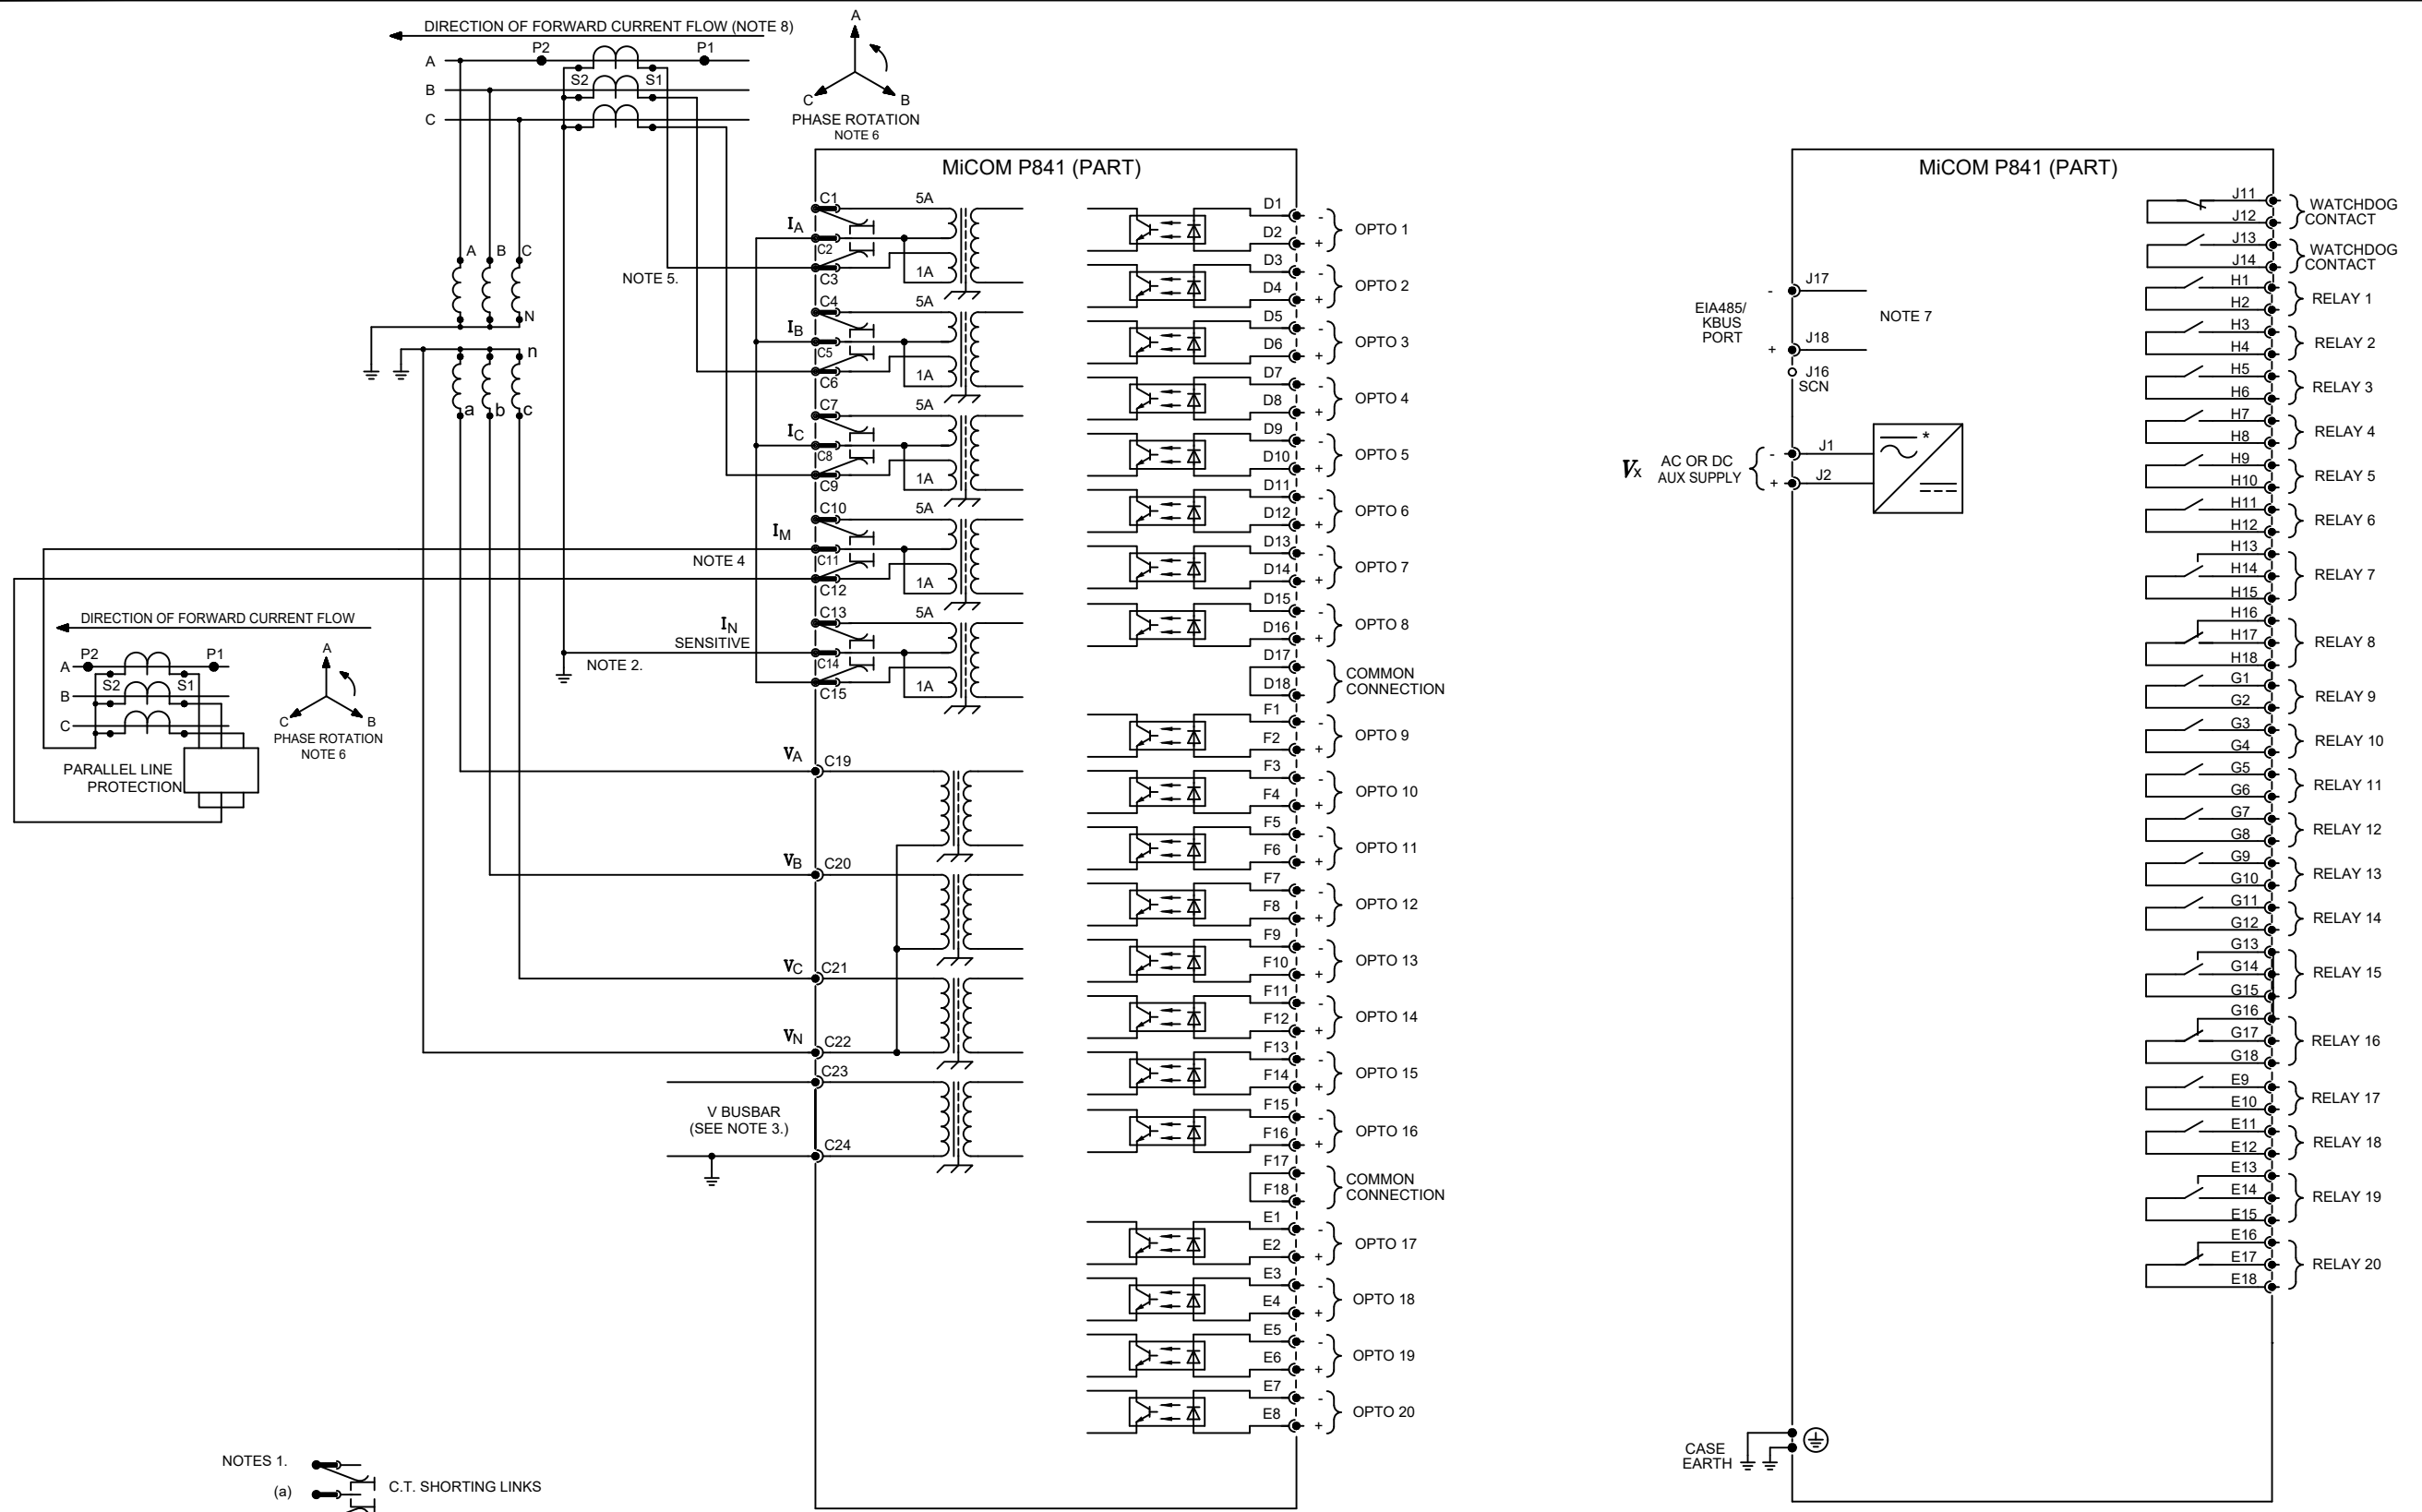 DIRECTION OF FORWARD CURRENT FLOW (NOTE 8)
A
P2
P1
S2
S1
B
C
A
C
B
PHASE ROTATION
NOTE 6
A
B
C
N
n
a
b
c
DIRECTION OF FORWARD CURRENT FLOW
A
P2
P1
S2
S1
B
C
A
C
B
PHASE ROTATION
NOTE 6
PARALLEL LINE
PROTECTION
NOTE 5.
NOTE 4
NOTE 2.
MiCOM P841 (PART)
C1
5A
IA
C2
C3
1A
C4
5A
IB
C5
C6
1A
C7
5A
IC
C8
C9
1A
C10
5A
IM
C11
C12
1A
C13
5A
IN
SENSITIVE
C14
C15
1A
VA
C19
VB
C20
VC
C21
VN
C22
C23
V BUSBAR
(SEE NOTE 3.)
C24
D1 -
D2 +
OPTO 1
D3 -
D4 +
OPTO 2
D5 -
D6 +
OPTO 3
D7 -
D8 +
OPTO 4
D9 -
D10 +
OPTO 5
D11 -
D12 +
OPTO 6
D13 -
D14 +
OPTO 7
D15 -
D16 +
OPTO 8
D17
D18
COMMON
CONNECTION
F1 -
F2 +
OPTO 9
F3 -
F4 +
OPTO 10
F5 -
F6 +
OPTO 11
F7 -
F8 +
OPTO 12
F9 -
F10 +
OPTO 13
F11 -
F12 +
OPTO 14
F13 -
F14 +
OPTO 15
F15 -
F16 +
OPTO 16
F17
F18
COMMON
CONNECTION
E1 -
E2 +
OPTO 17
E3 -
E4 +
OPTO 18
E5 -
E6 +
OPTO 19
E7 -
E8 +
OPTO 20
MiCOM P841 (PART)
- J17
EIA485/
KBUS
PORT
NOTE 7
+ J18
J16
SCN
Vx
AC OR DC
AUX SUPPLY
- J1
+ J2
*
CASE
EARTH
J11
J12
WATCHDOG
CONTACT
J13
J14
WATCHDOG
CONTACT
H1
H2
RELAY 1
H3
H4
RELAY 2
H5
H6
RELAY 3
H7
H8
RELAY 4
H9
H10
RELAY 5
H11
H12
RELAY 6
H13
H14
H15
RELAY 7
H16
H17
H18
RELAY 8
G1
G2
RELAY 9
G3
G4
RELAY 10
G5
G6
RELAY 11
G7
G8
RELAY 12
G9
G10
RELAY 13
G11
G12
RELAY 14
G13
G14
G15
RELAY 15
G16
G17
G18
RELAY 16
E9
E10
RELAY 17
E11
E12
RELAY 18
E13
E14
E15
RELAY 19
E16
E17
E18
RELAY 20
NOTES 1.
(a)
C.T. SHORTING LINKS